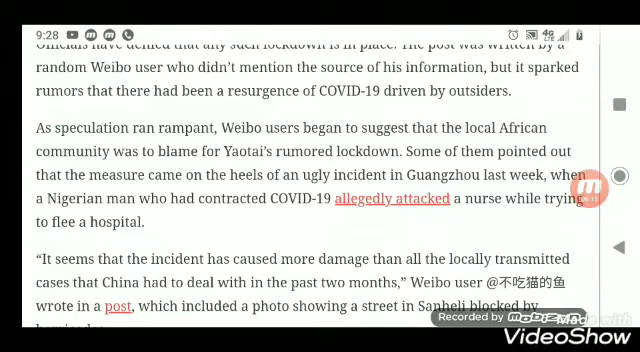 9:28
4G
LTE
Officials have denied that any such lockdown is in place. The post was written by a
random Weibo user who didn’t mention the source of his information, but it sparked
rumors that there had been a resurgence of COVID-19 driven by outsiders.
As speculation ran rampant, Weibo users began to suggest that the local African
community was to blame for Yaotai’s rumored lockdown. Some of them pointed out
that the measure came on the heels of an ugly incident in Guangzhou last week, when
a Nigerian man who had contracted COVID-19 allegedly attacked a nurse while trying
to flee a hospital.
“It seems that the incident has caused more damage than all the locally transmitted
cases that China had to deal with in the past two months,” Weibo user @不吃猫的鱼
wrote in a post, which included a photo showing a street in Sanheli blocked by
Recorded by
Made with
VideoShow